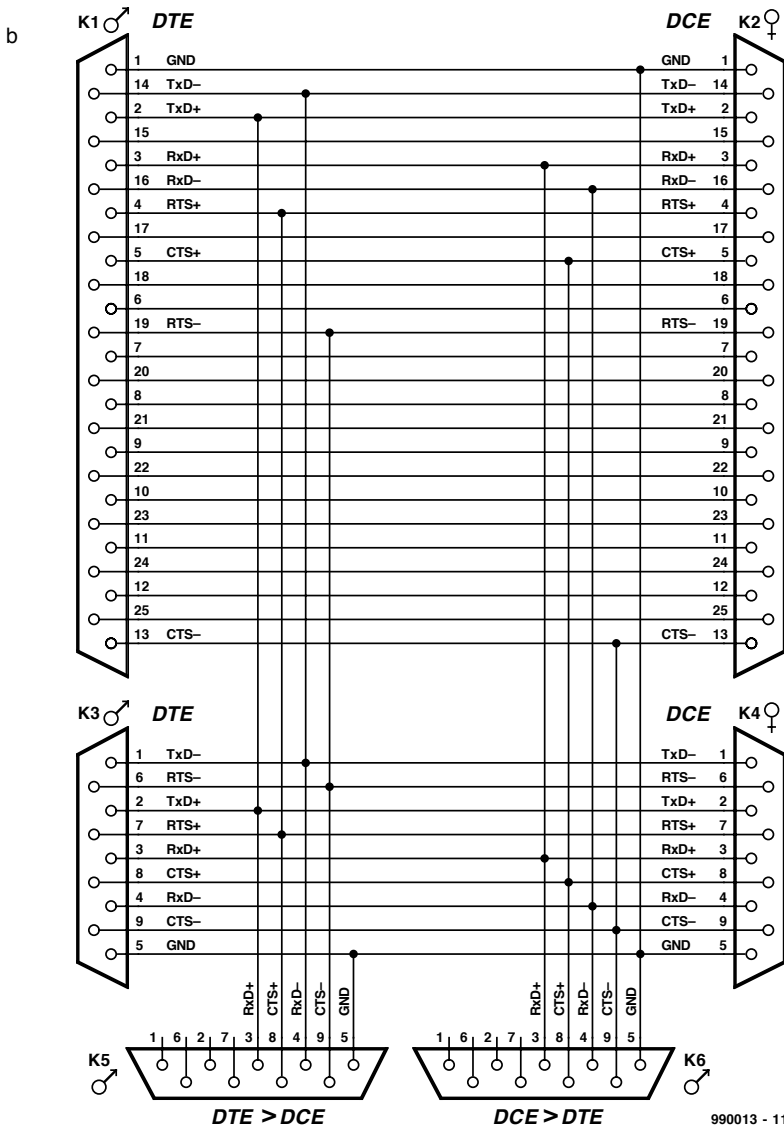 b
K1 DTE DCE K2
1 GND GND 1
14 TxD– TxD– 14
2 TxD+ TxD+ 2
15 15
3 RxD+ RxD+ 3
16 RxD– RxD– 16
4 RTS+ RTS+ 4
17 17
5 CTS+ CTS+ 5
18 18
6 6
19 RTS– RTS– 19
7 7
20 20
8 8
21 21
9 9
22 22
10 10
23 23
11 11
24 24
12 12
25 25
13 CTS– CTS– 13
K3 DTE DCE K4
1 TxD– TxD– 1
6 RTS– RTS– 6
2 TxD+ TxD+ 2
7 RTS+ RTS+ 7
3 RxD+ RxD+ 3
8 CTS+ CTS+ 8
4 RxD– RxD– 4
9 CTS– CTS– 9
5 GND GND 5
RxD+ CTS+ RxD– CTS– GND RxD+ CTS+ RxD– CTS– GND
1 6 2 7 3 8 4 9 5 1 6 2 7 3 8 4 9 5
K5 K6
DTE > DCE DCE > DTE 990013 - 11